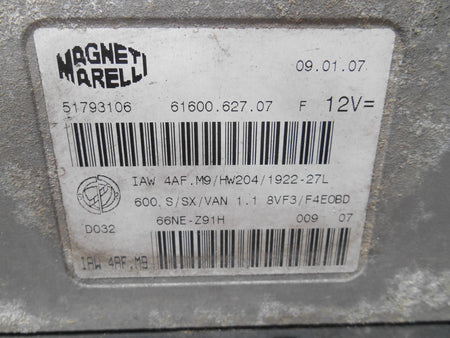 MAGNETI
MARELLI
09.01.07
51793106 61600.627.07 F 12V=
IAW 4AF.M9/HW204/1922-27L
600.S/SX/VAN 1.1 8VF3/F4EOBD
D032 66NE-Z91H 009 07
IAW 4AF.M9